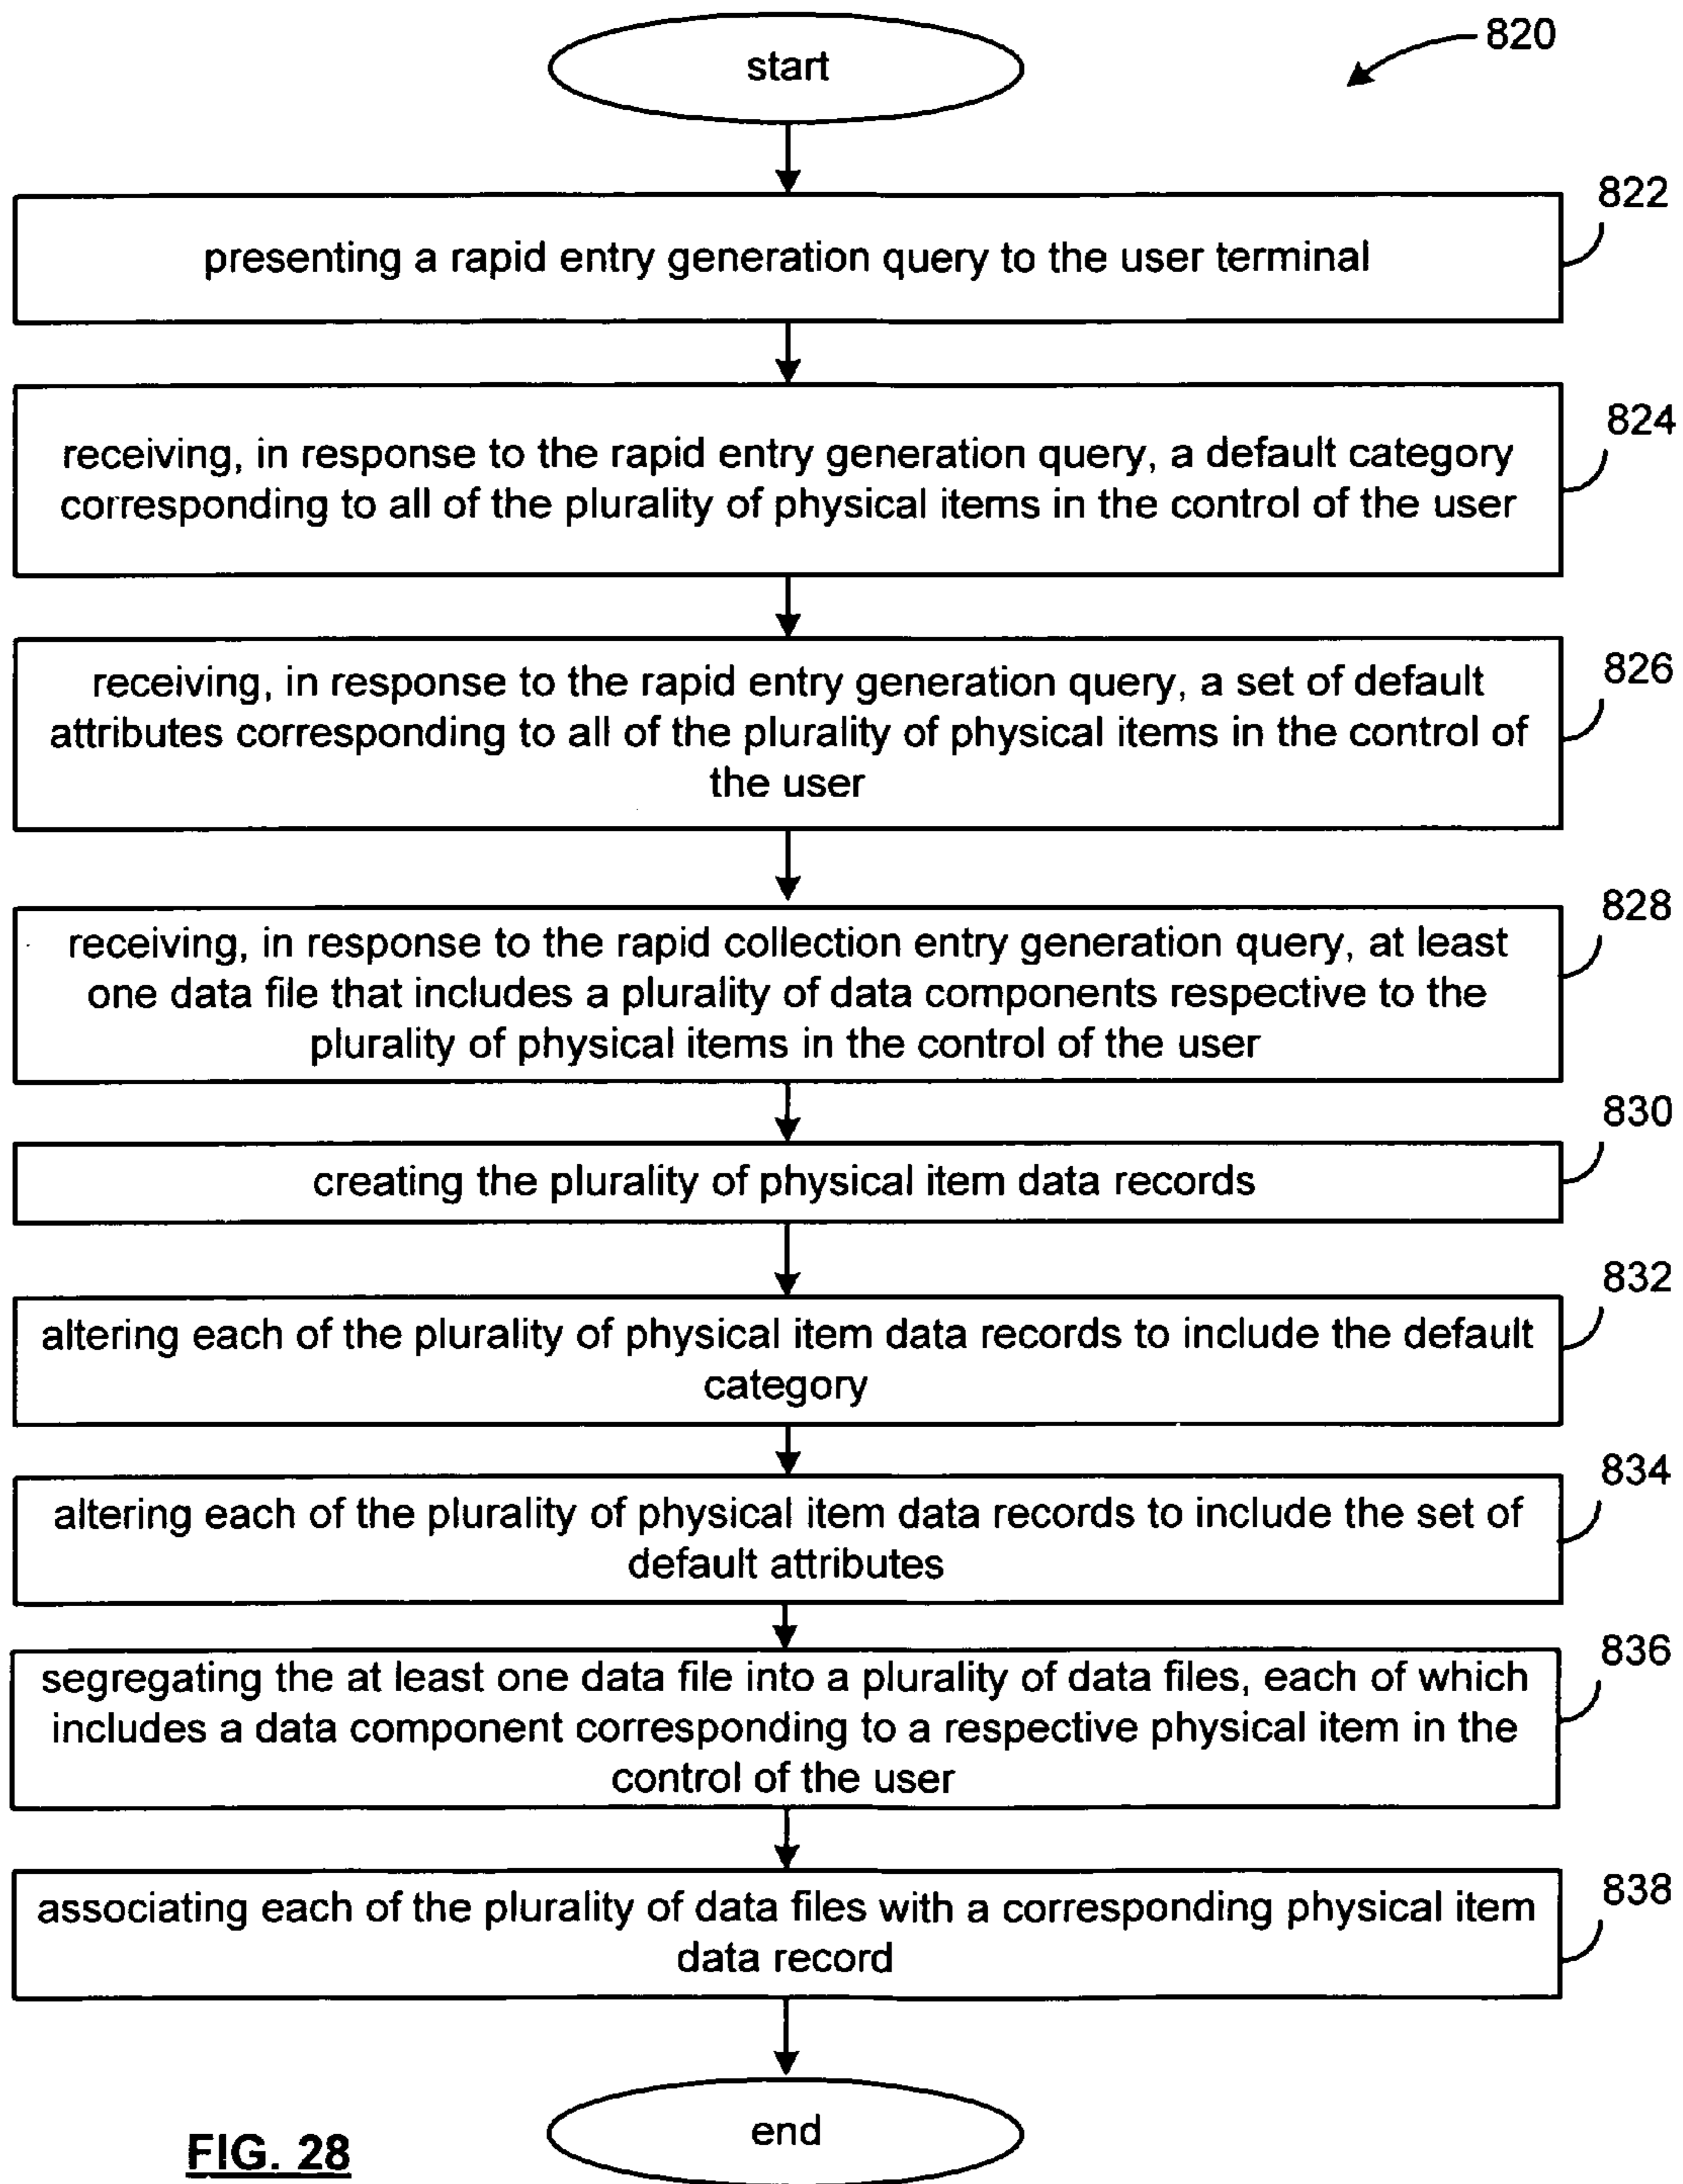 820
start
822
presenting a rapid entry generation query to the user terminal
824
receiving, in response to the rapid entry generation query, a default category
corresponding to all of the plurality of physical items in the control of the user
826
receiving, in response to the rapid entry generation query, a set of default
attributes corresponding to all of the plurality of physical items in the control of
the user
828
receiving, in response to the rapid collection entry generation query, at least
one data file that includes a plurality of data components respective to the
plurality of physical items in the control of the user
830
creating the plurality of physical item data records
832
altering each of the plurality of physical item data records to include the default
category
834
altering each of the plurality of physical item data records to include the set of
default attributes
836
segregating the at least one data file into a plurality of data files, each of which
includes a data component corresponding to a respective physical item in the
control of the user
838
associating each of the plurality of data files with a corresponding physical item
data record
end
FIG. 28